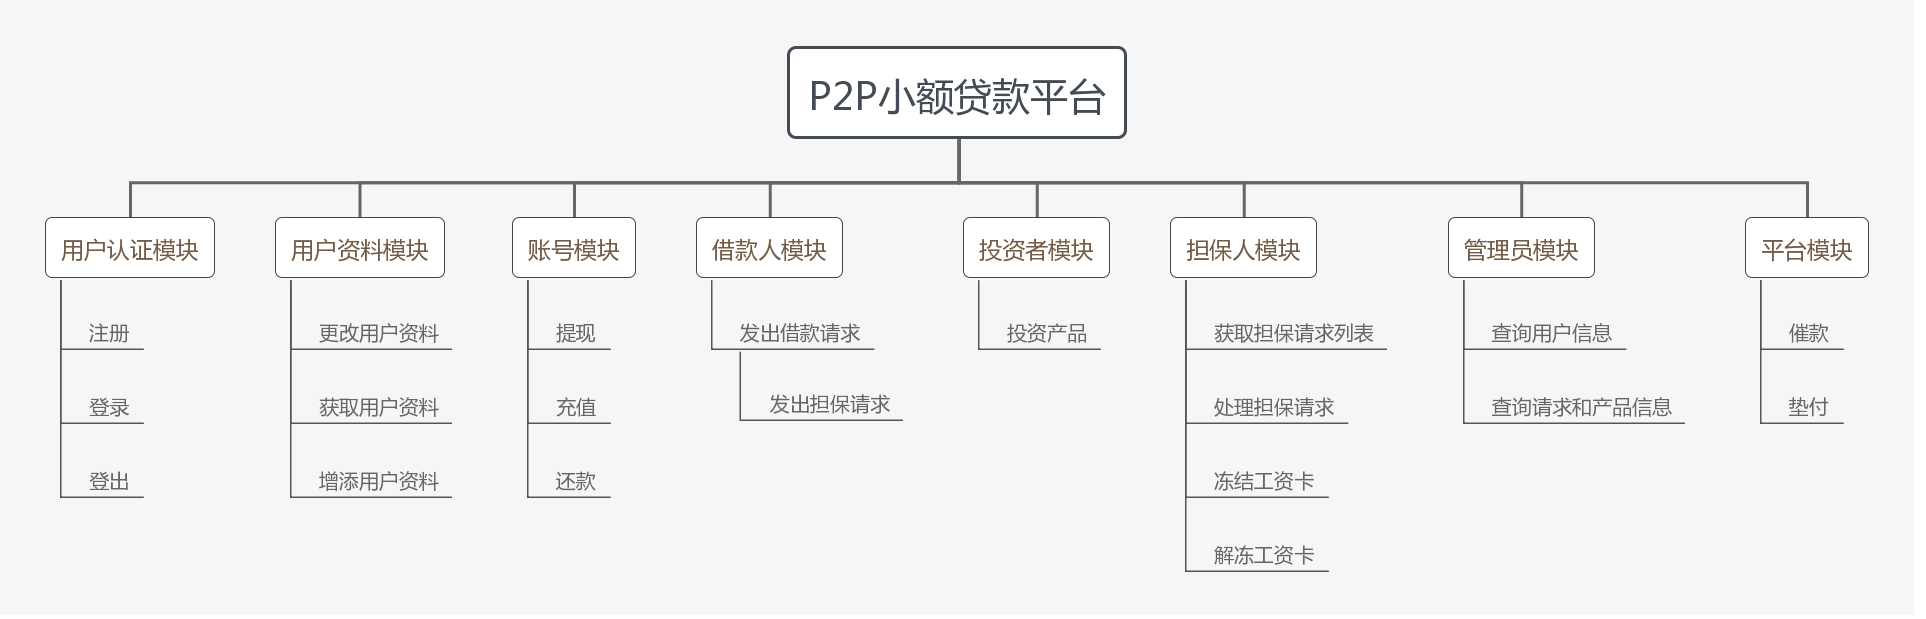 P2P小额贷款平台
用户认证模块
注册
登录
登出
用户资料模块
更改用户资料
获取用户资料
增添用户资料
账号模块
提现
充值
还款
借款人模块
发出借款请求
发出担保请求
投资者模块
投资产品
担保人模块
获取担保请求列表
处理担保请求
冻结工资卡
解冻工资卡
管理员模块
查询用户信息
查询请求和产品信息
平台模块
催款
垫付